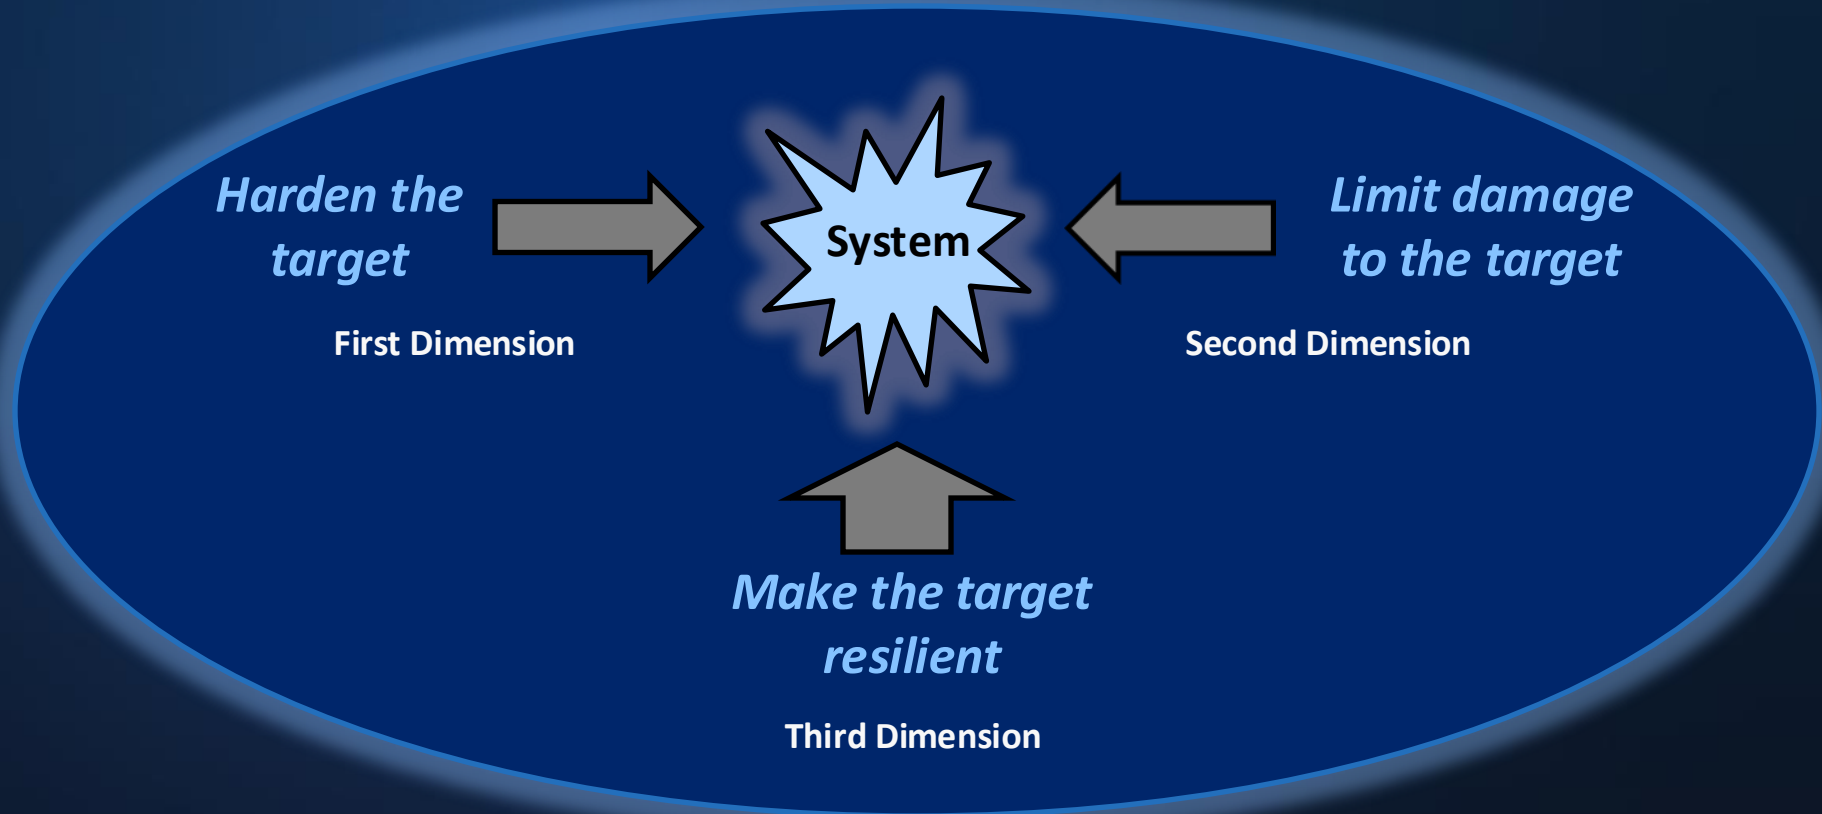 Harden the
target
First Dimension
System
Limit damage
to the target
Second Dimension
Make the target
resilient
Third Dimension